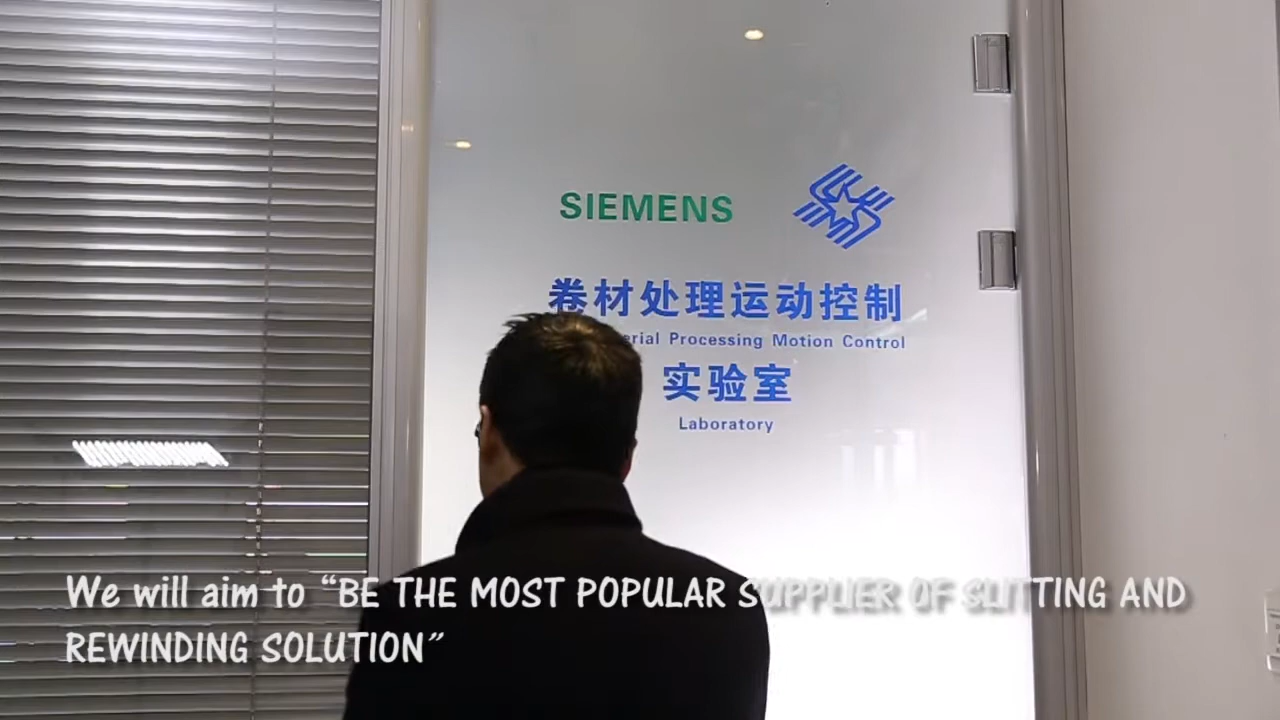 SIEMENS
卷材处理运动控制
Processing Motion Control
实验室
Laboratory
We will aim to “BE THE MOST POPULAR SUPPLIER OF SLITTING AND
REWINDING SOLUTION”